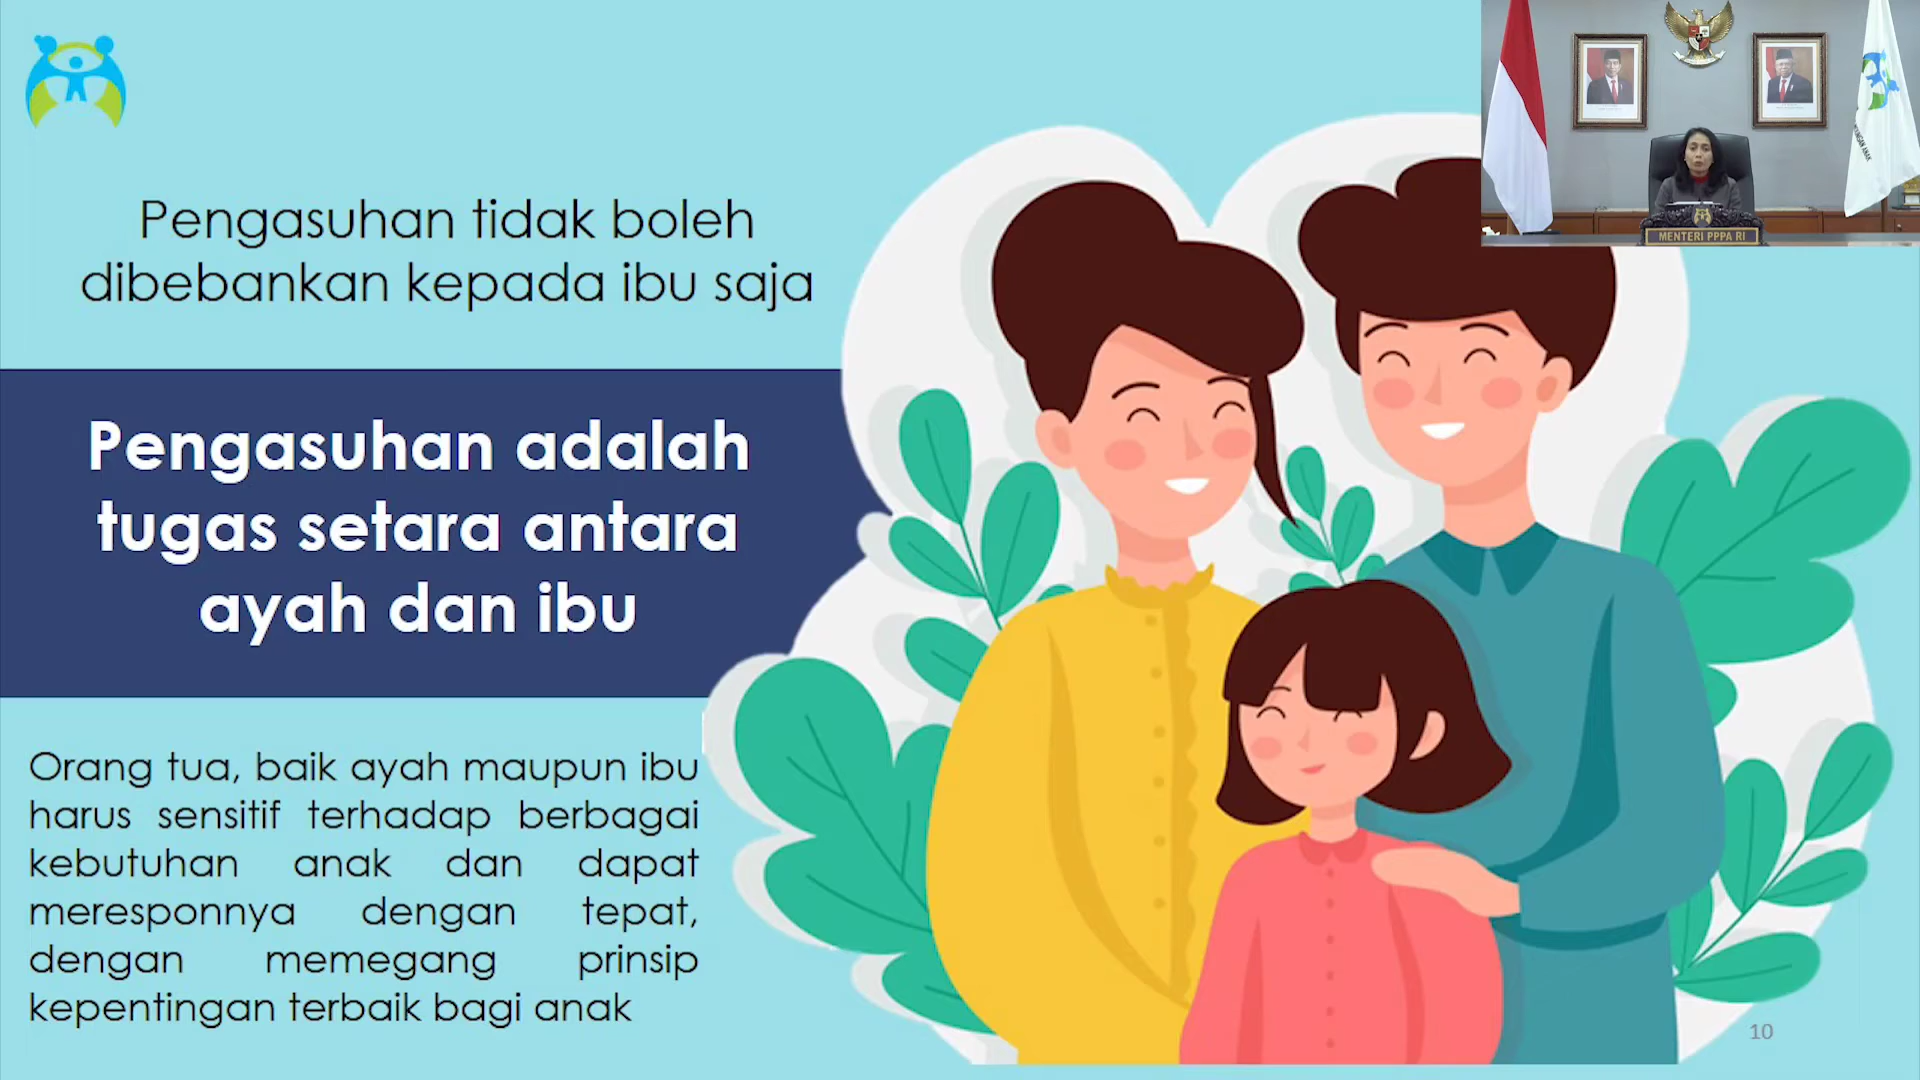 Pengasuhan tidak boleh
dibebankan kepada ibu saja
Pengasuhan adalah
tugas setara antara
ayah dan ibu
Orang tua, baik ayah maupun ibu
harus sensitif terhadap berbagai
kebutuhan anak dan dapat
meresponnya dengan tepat,
dengan memegang prinsip
kepentingan terbaik bagi anak
10
MENTERI PPPA RI
ANAK